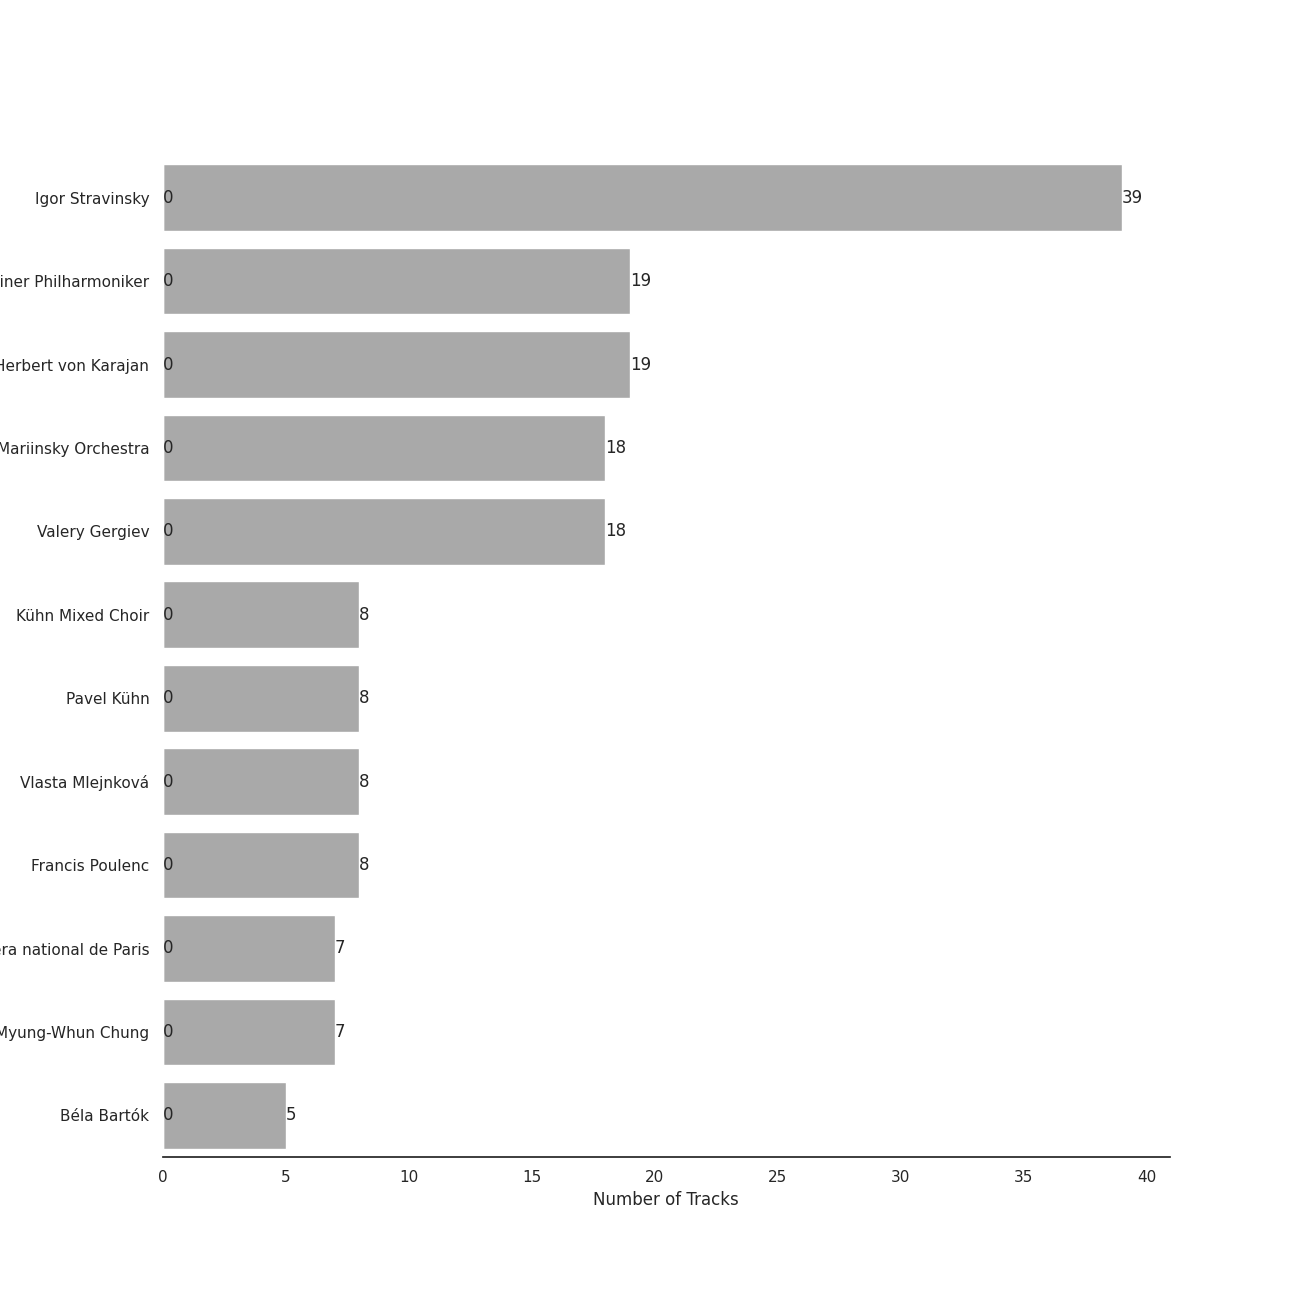 Igor Stravinsky 0 39
Philharmoniker 0 19
Herbert von Karajan 0 19
Mariinsky Orchestra 0 18
Valery Gergiev 0 18
Kühn Mixed Choir 0 8
Pavel Kühn 0 8
Vlasta Mlejnková 0 8
Francis Poulenc 0 8
national de Paris 0 7
Myung-Whun Chung 0 7
Béla Bartók 0 5
0 5 10 15 20 25 30 35 40
Number of Tracks